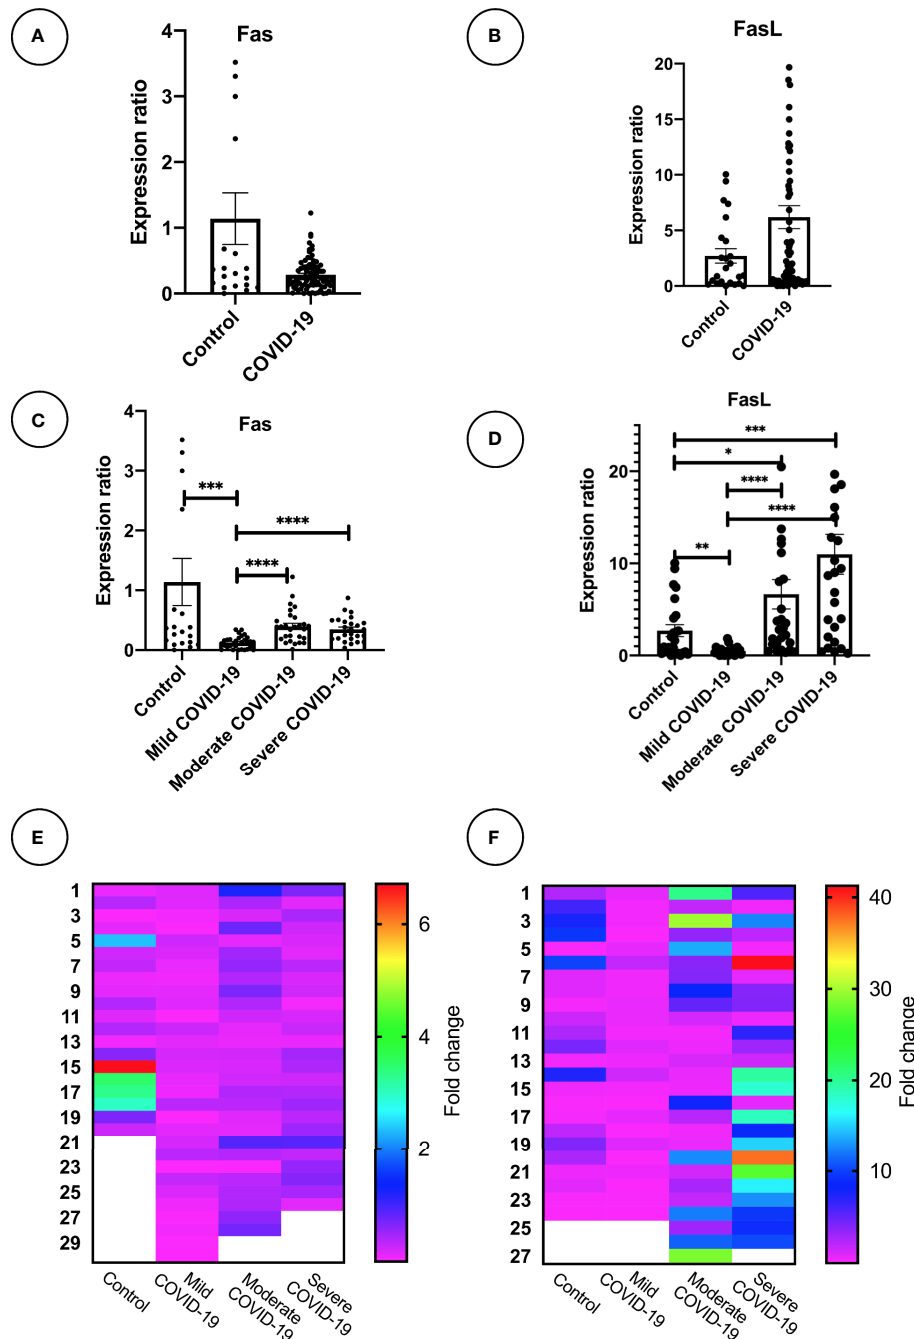 A
Fas
Expression ratio
4
3
2
1
0
Control
COVID-19
B
FasL
Expression ratio
20
15
10
5
0
Control
COVID-19
C
Fas
Expression ratio
4
3
2
1
0
***
****
****
Control
Mild COVID-19
Moderate COVID-19
Severe COVID-19
D
FasL
Expression ratio
20
10
0
***
*
****
****
**
Control
Mild COVID-19
Moderate COVID-19
Severe COVID-19
E
1
3
5
7
9
11
13
15
17
19
21
23
25
27
29
Control
Mild
COVID-19
Moderate
COVID-19
Severe
COVID-19
6
4
2
Fold change
F
1
3
5
7
9
11
13
15
17
19
21
23
25
27
Control
Mild
COVID-19
Moderate
COVID-19
Severe
COVID-19
40
30
20
10
Fold change